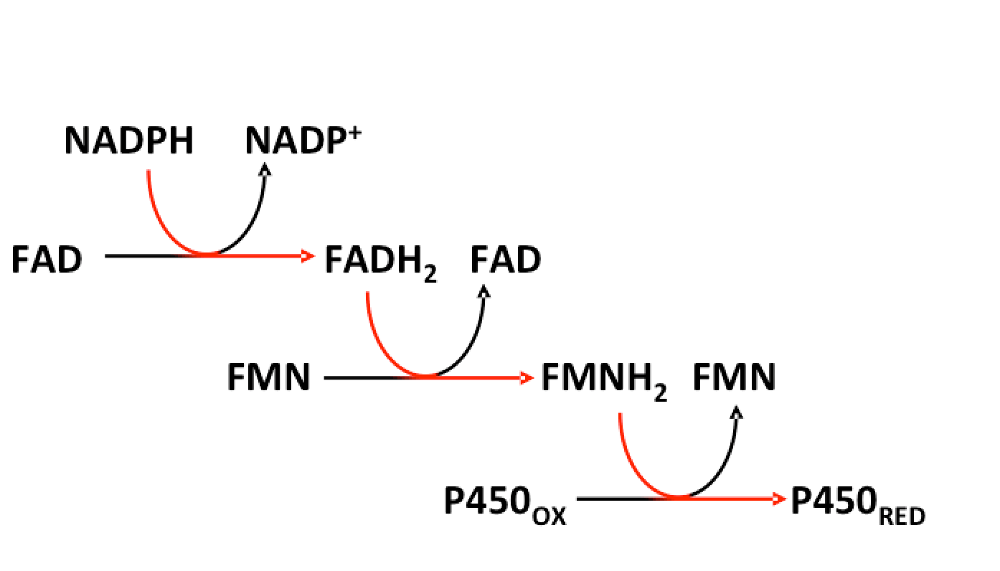 NADPH NADP⁺
FAD FADH₂ FAD
FMN FMNH₂ FMN
P450OX P450RED